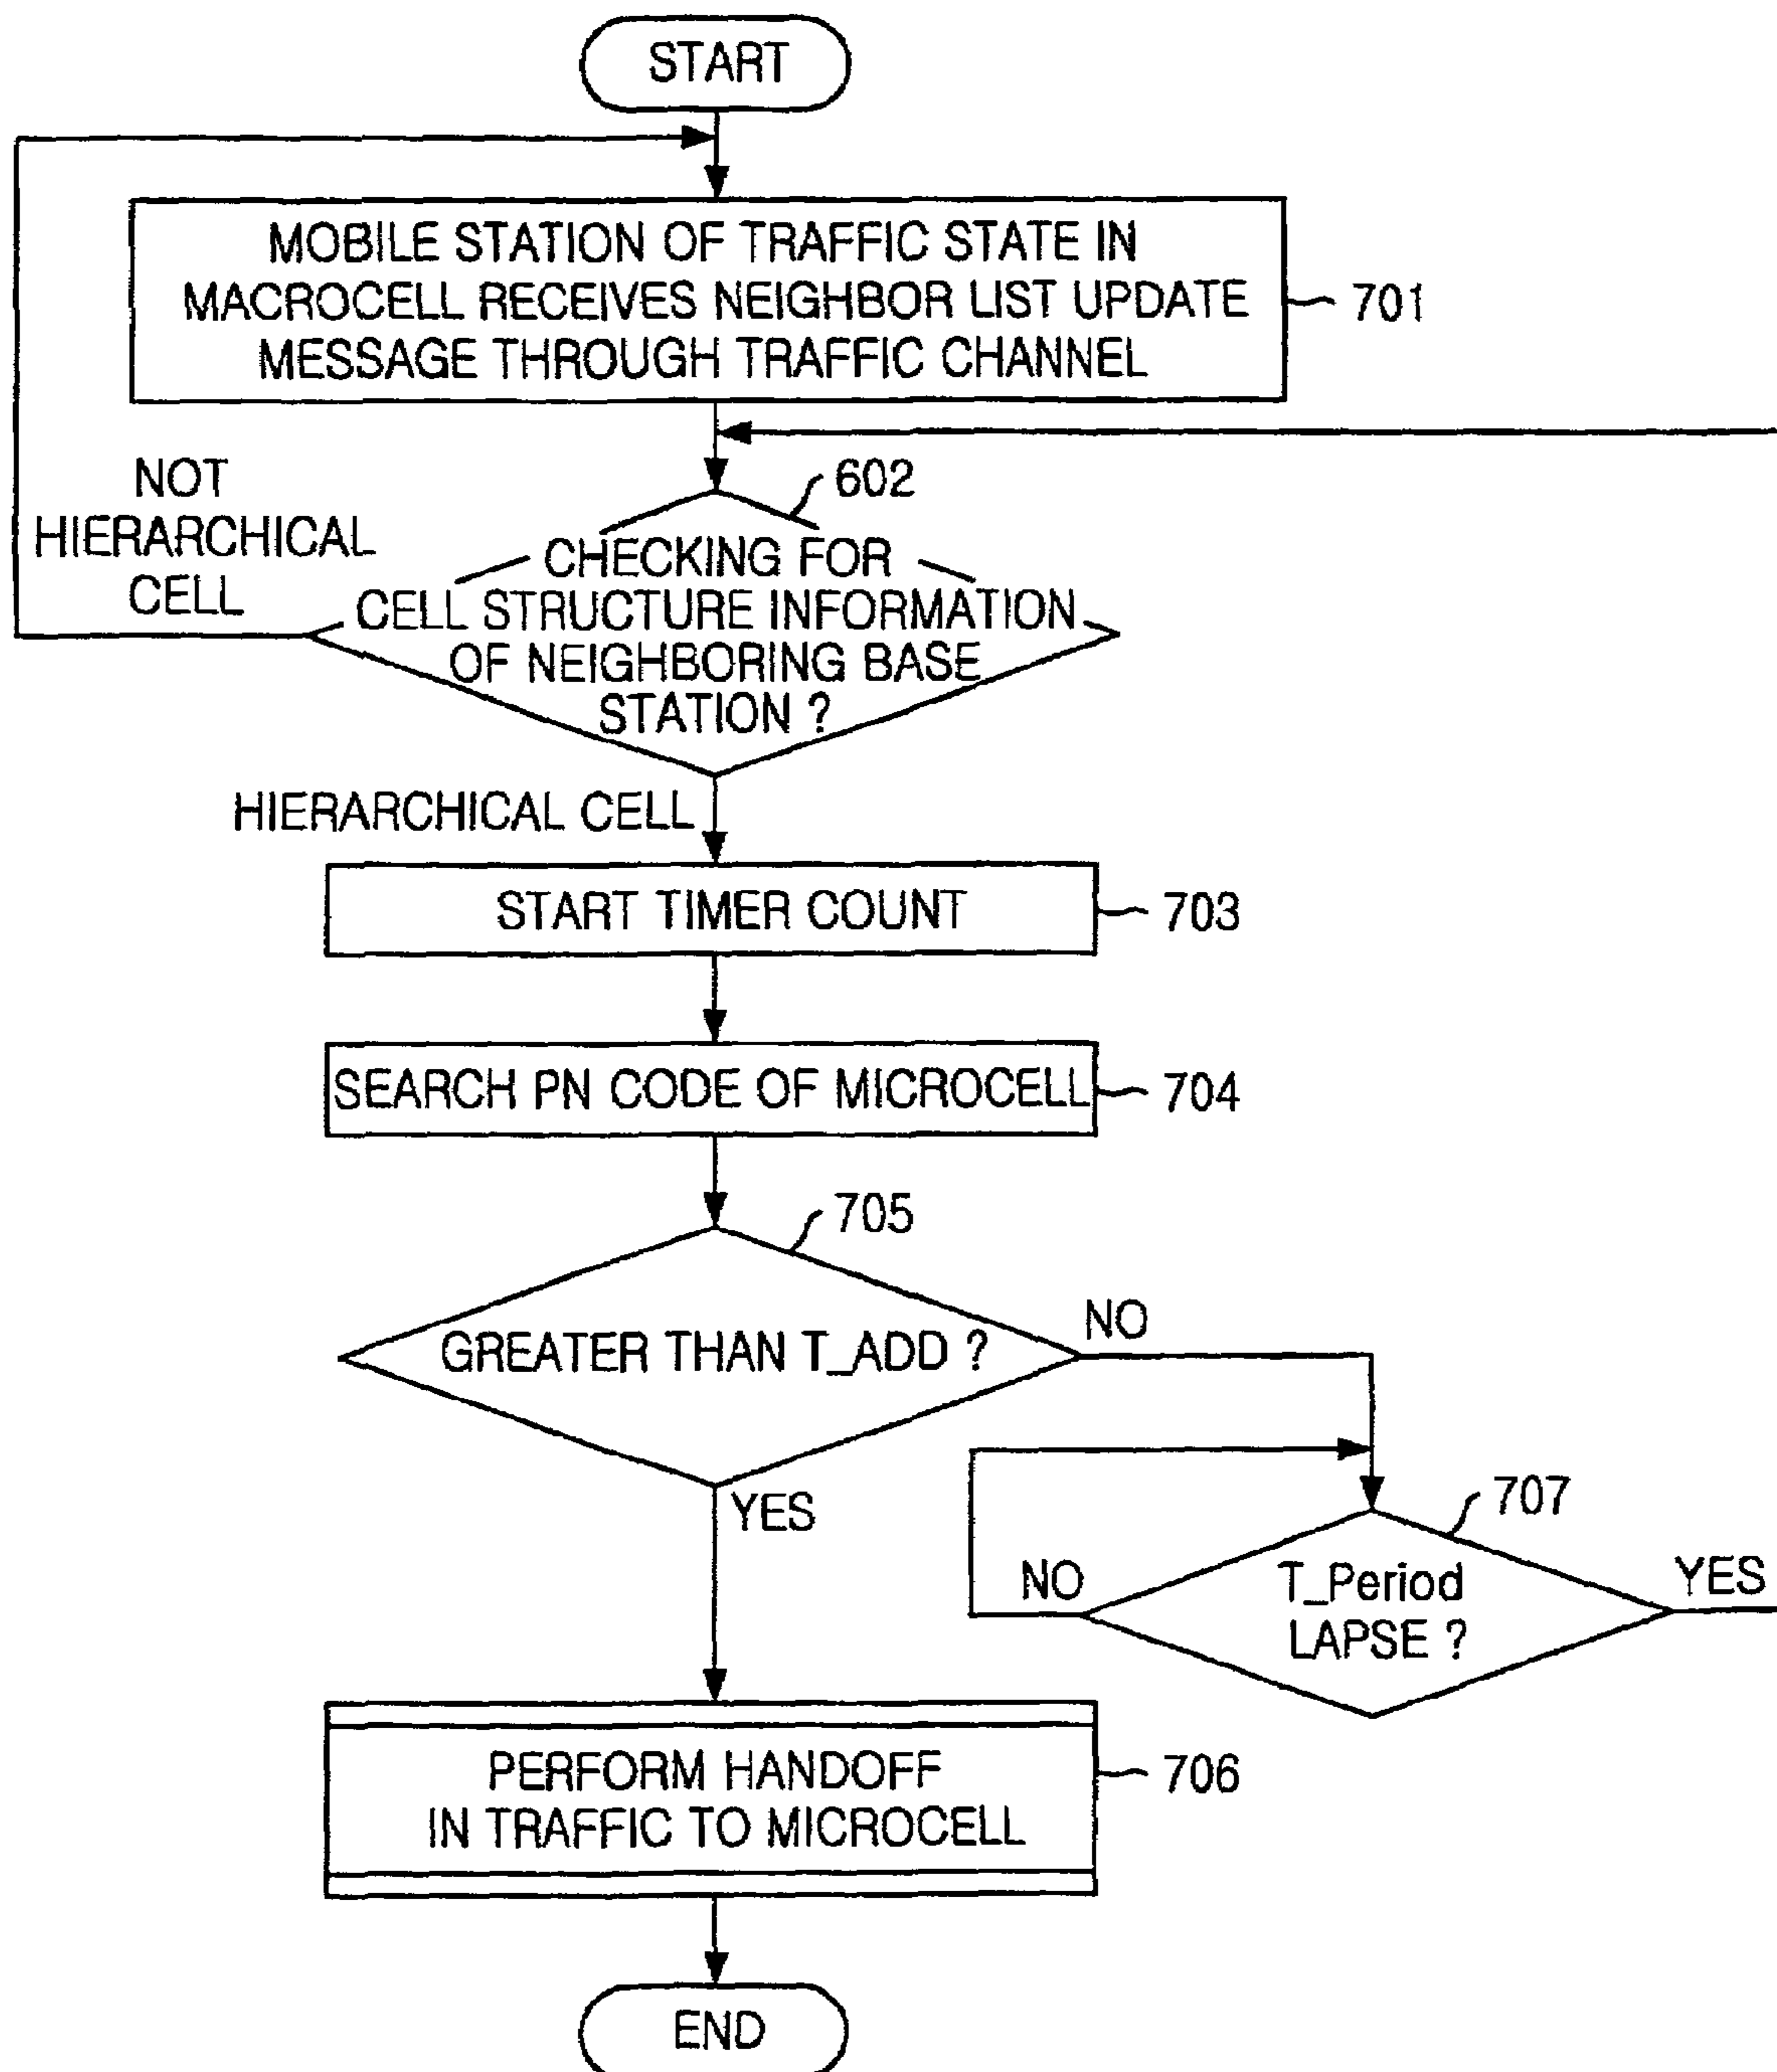 START
MOBILE STATION OF TRAFFIC STATE IN
MACROCELL RECEIVES NEIGHBOR LIST UPDATE
MESSAGE THROUGH TRAFFIC CHANNEL
701
NOT
HIERARCHICAL
CELL
602
CHECKING FOR
CELL STRUCTURE INFORMATION
OF NEIGHBORING BASE
STATION ?
HIERARCHICAL CELL
START TIMER COUNT
703
SEARCH PN CODE OF MICROCELL
704
705
GREATER THAN T_ADD ?
NO
YES
707
T_Period
LAPSE ?
NO
YES
PERFORM HANDOFF
IN TRAFFIC TO MICROCELL
706
END